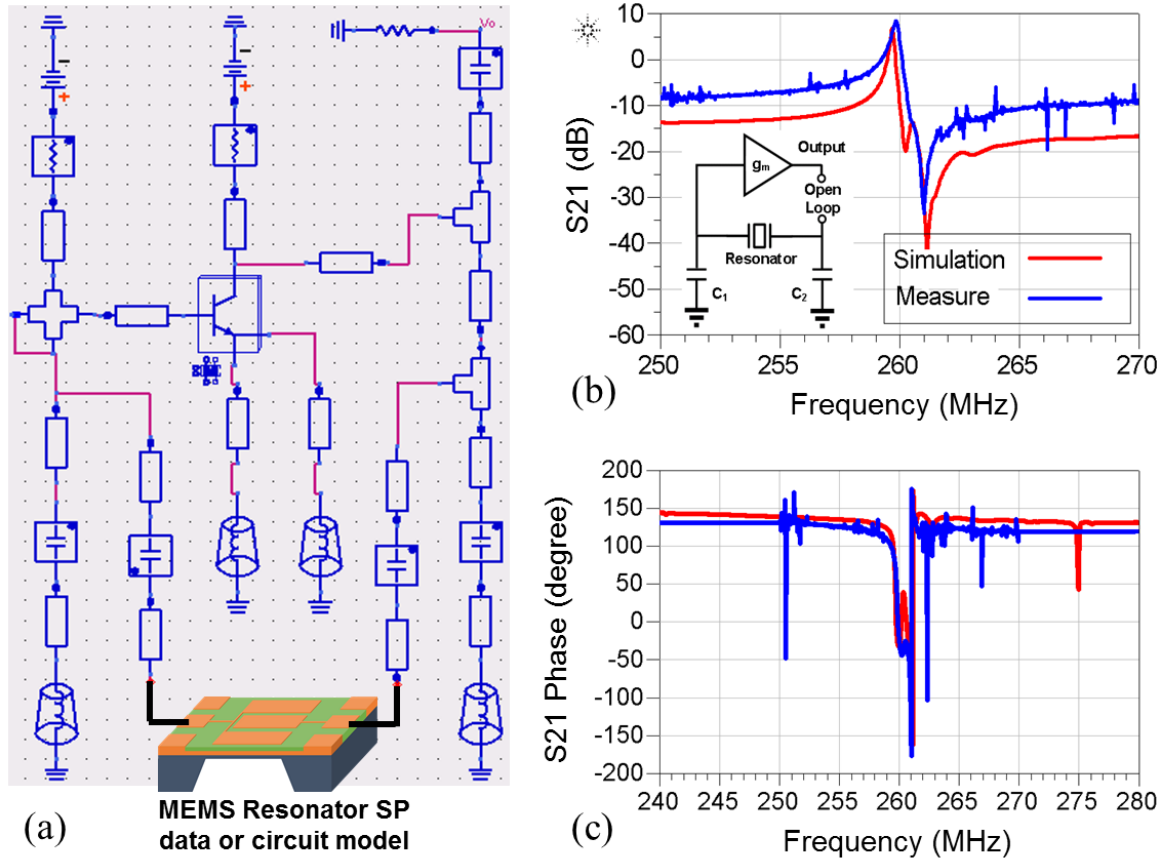 Vo
−
+
−
+
MEMS Resonator SP
data or circuit model
(a)
10
0
-10
-20
-30
-40
-50
-60
S21 (dB)
gm
Output
Open
Loop
Resonator
C1
C2
Simulation
Measure
250
255
260
265
270
Frequency (MHz)
(b)
200
150
100
50
0
-50
-100
-150
-200
S21 Phase (degree)
240
245
250
255
260
265
270
275
280
Frequency (MHz)
(c)